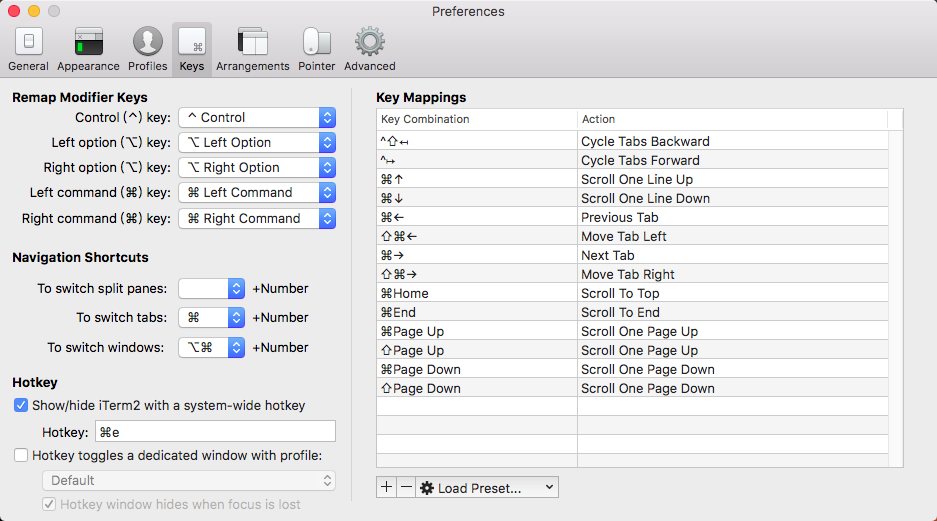 Preferences
General Appearance Profiles Keys Arrangements Pointer Advanced
Remap Modifier Keys
Control (^) key: ^ Control
Left option (⌥) key: ⌥ Left Option
Right option (⌥) key: ⌥ Right Option
Left command (⌘) key: ⌘ Left Command
Right command (⌘) key: ⌘ Right Command
Navigation Shortcuts
To switch split panes: +Number
To switch tabs: ⌘ +Number
To switch windows: ⌥⌘ +Number
Hotkey
Show/hide iTerm2 with a system-wide hotkey
Hotkey: ⌘e
Hotkey toggles a dedicated window with profile:
Default
Hotkey window hides when focus is lost
Key Mappings
Key Combination Action
^⇧↤ Cycle Tabs Backward
^↦ Cycle Tabs Forward
⌘↑ Scroll One Line Up
⌘↓ Scroll One Line Down
⌘← Previous Tab
⇧⌘← Move Tab Left
⌘→ Next Tab
⇧⌘→ Move Tab Right
⌘Home Scroll To Top
⌘End Scroll To End
⌘Page Up Scroll One Page Up
⇧Page Up Scroll One Page Up
⌘Page Down Scroll One Page Down
⇧Page Down Scroll One Page Down
+ − Load Preset...